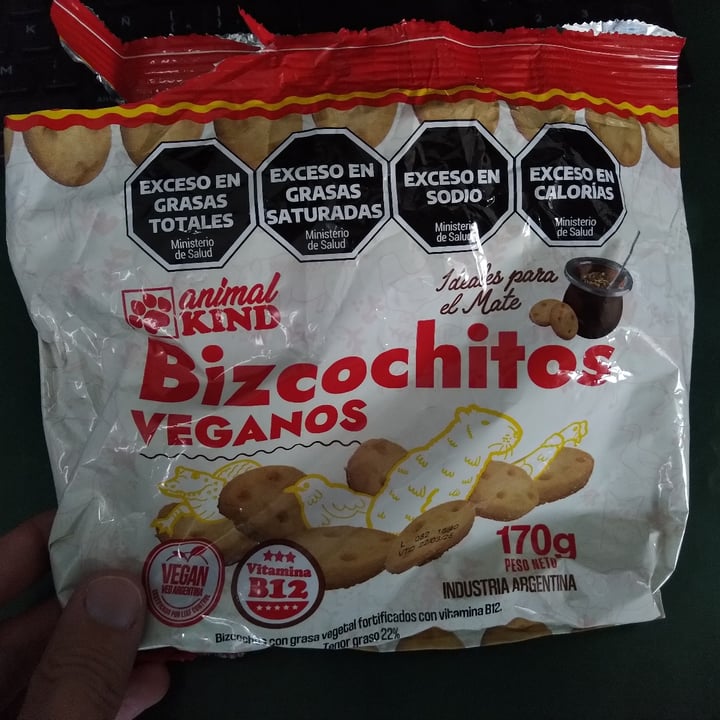 EXCESO EN
GRASAS
TOTALES
Ministerio
de Salud
EXCESO EN
GRASAS
SATURADAS
Ministerio
de Salud
EXCESO EN
SODIO
Ministerio
de Salud
EXCESO EN
CALORÍAS
Ministerio
de Salud
animal
KIND
Ideales para
el Mate
Bizcochitos
VEGANOS
170g
PESO NETO
INDUSTRIA ARGENTINA
VEGAN
VEG ARGENTINA
Vitamina
B12
Bizcochos con grasa vegetal fortificados con vitamina B12.
Tenor graso 22%